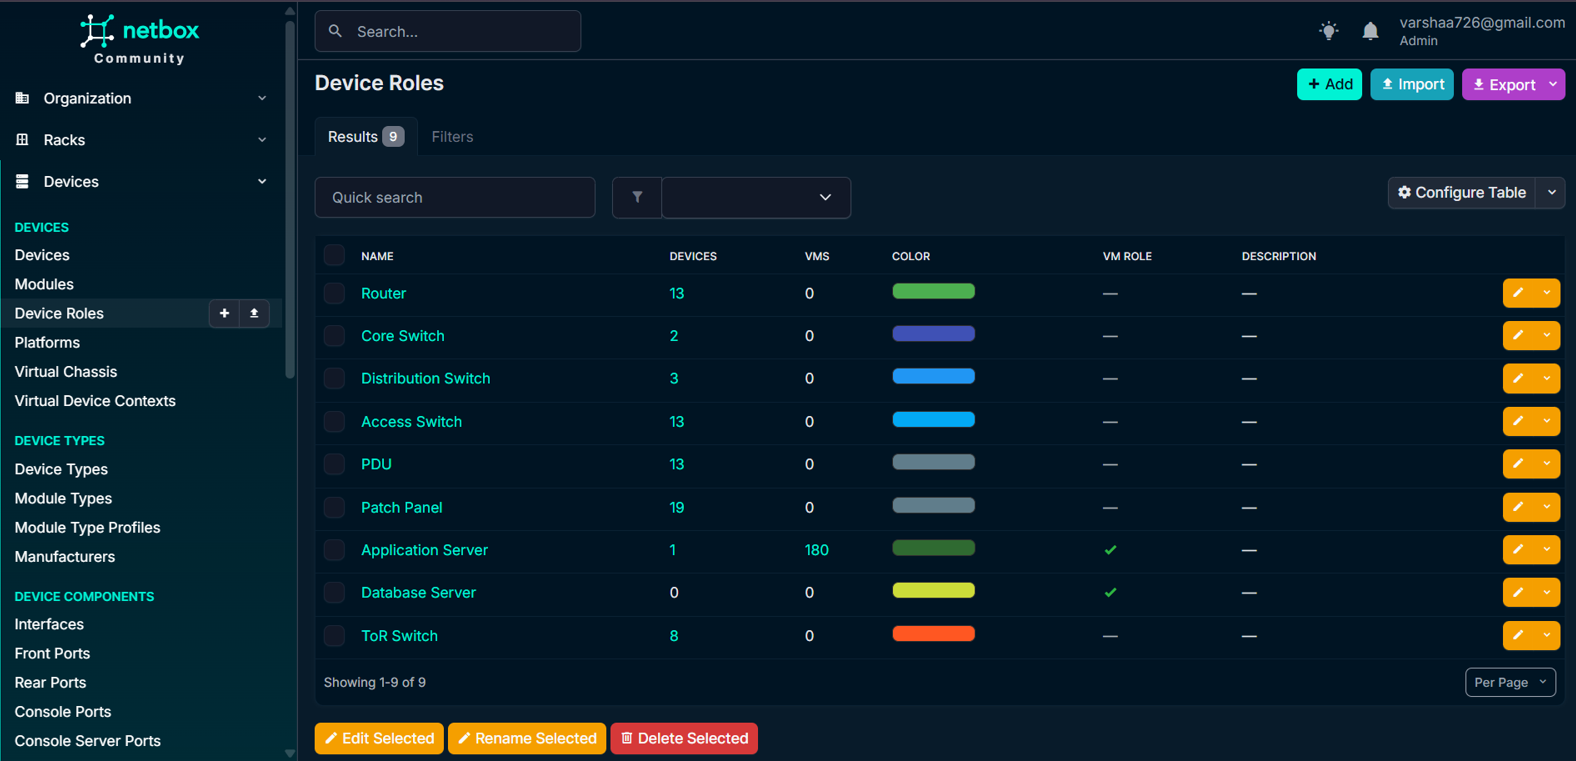 netbox
Community
Search...
varshaa726@gmail.com
Admin
Organization
Racks
Devices
DEVICES
Devices
Modules
Device Roles
Platforms
Virtual Chassis
Virtual Device Contexts
DEVICE TYPES
Device Types
Module Types
Module Type Profiles
Manufacturers
DEVICE COMPONENTS
Interfaces
Front Ports
Rear Ports
Console Ports
Console Server Ports
Device Roles
+ Add Import Export
Results 9 Filters
Quick search
Configure Table
NAME DEVICES VMS COLOR VM ROLE DESCRIPTION
Router 13 0 — —
Core Switch 2 0 — —
Distribution Switch 3 0 — —
Access Switch 13 0 — —
PDU 13 0 — —
Patch Panel 19 0 — —
Application Server 1 180 ✓ —
Database Server 0 0 ✓ —
ToR Switch 8 0 — —
Showing 1-9 of 9
Per Page
Edit Selected Rename Selected Delete Selected